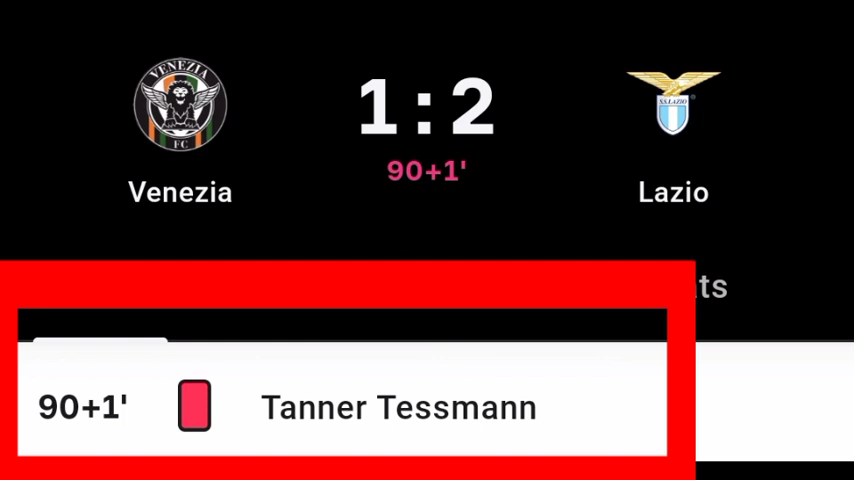 VENEZIA
FC
1:2
S.S.LAZIO
90+1'
Venezia
Lazio
ts
90+1'
Tanner Tessmann